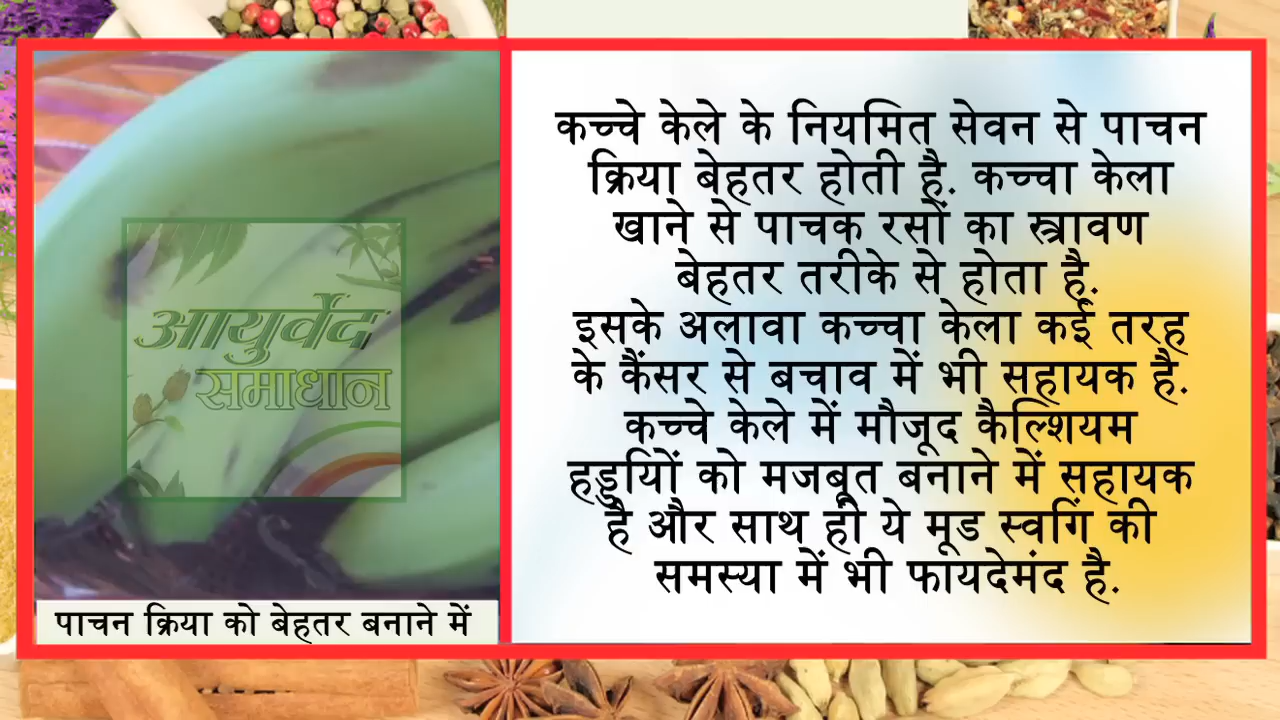 कच्चे केले के नियमित सेवन से पाचन
क्रिया बेहतर होती है. कच्चा केला
खाने से पाचक रसों का स्त्रावण
बेहतर तरीके से होता है.
इसके अलावा कच्चा केला कई तरह
के कैंसर से बचाव में भी सहायक है.
कच्चे केले में मौजूद कैल्शियम
हड्डुयिों को मजबूत बनाने में सहायक
है और साथ ही ये मूड स्वगिं की
समस्या में भी फायदेमंद है.
आयुर्वेद
समाधान
पाचन क्रिया को बेहतर बनाने में